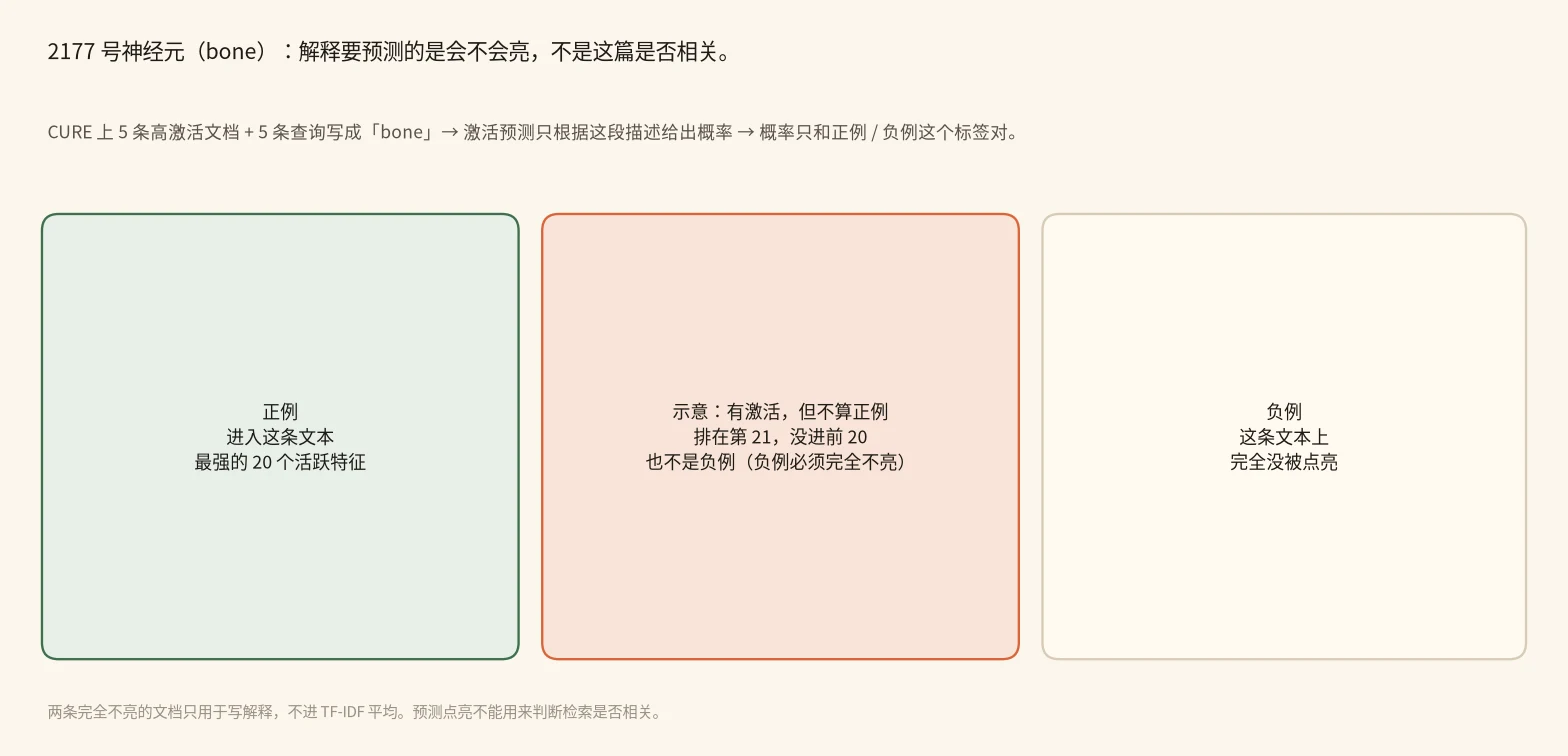 2177 号神经元（bone）：解释要预测的是会不会亮，不是这篇是否相关。
CURE 上 5 条高激活文档 + 5 条查询写成「bone」→ 激活预测只根据这段描述给出概率 → 概率只和正例 / 负例这个标签对。
正例
进入这条文本
最强的 20 个活跃特征
示意：有激活，但不算正例
排在第 21，没进前 20
也不是负例（负例必须完全不亮）
负例
这条文本上
完全没被点亮
两条完全不亮的文档只用于写解释，不进 TF-IDF 平均。预测点亮不能用来判断检索是否相关。